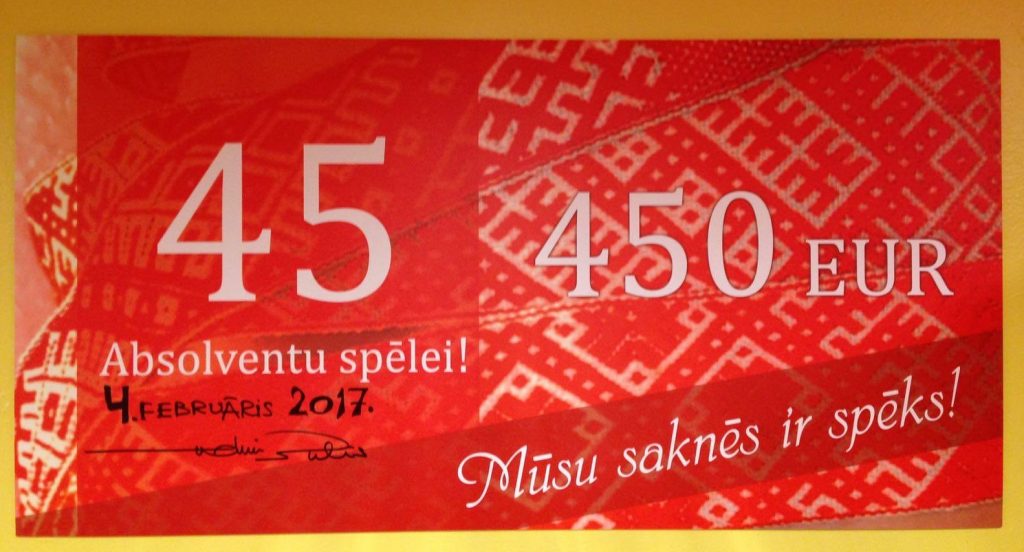 45
Absolventu spēlei!
4. FEBRUĀRIS 2017.
450 EUR
Mūsu saknēs ir spēks!